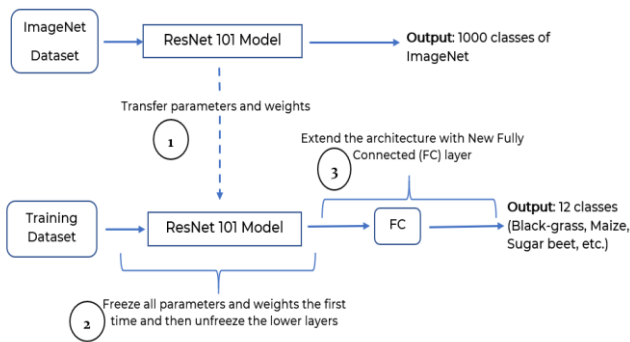 ImageNet
Dataset
ResNet 101 Model
Output: 1000 classes of
ImageNet
Transfer parameters and weights
1
Extend the architecture with New Fully
Connected (FC) layer
3
Training
Dataset
ResNet 101 Model
FC
Output: 12 classes
(Black-grass, Maize,
Sugar beet, etc.)
Freeze all parameters and weights the first
time and then unfreeze the lower layers
2